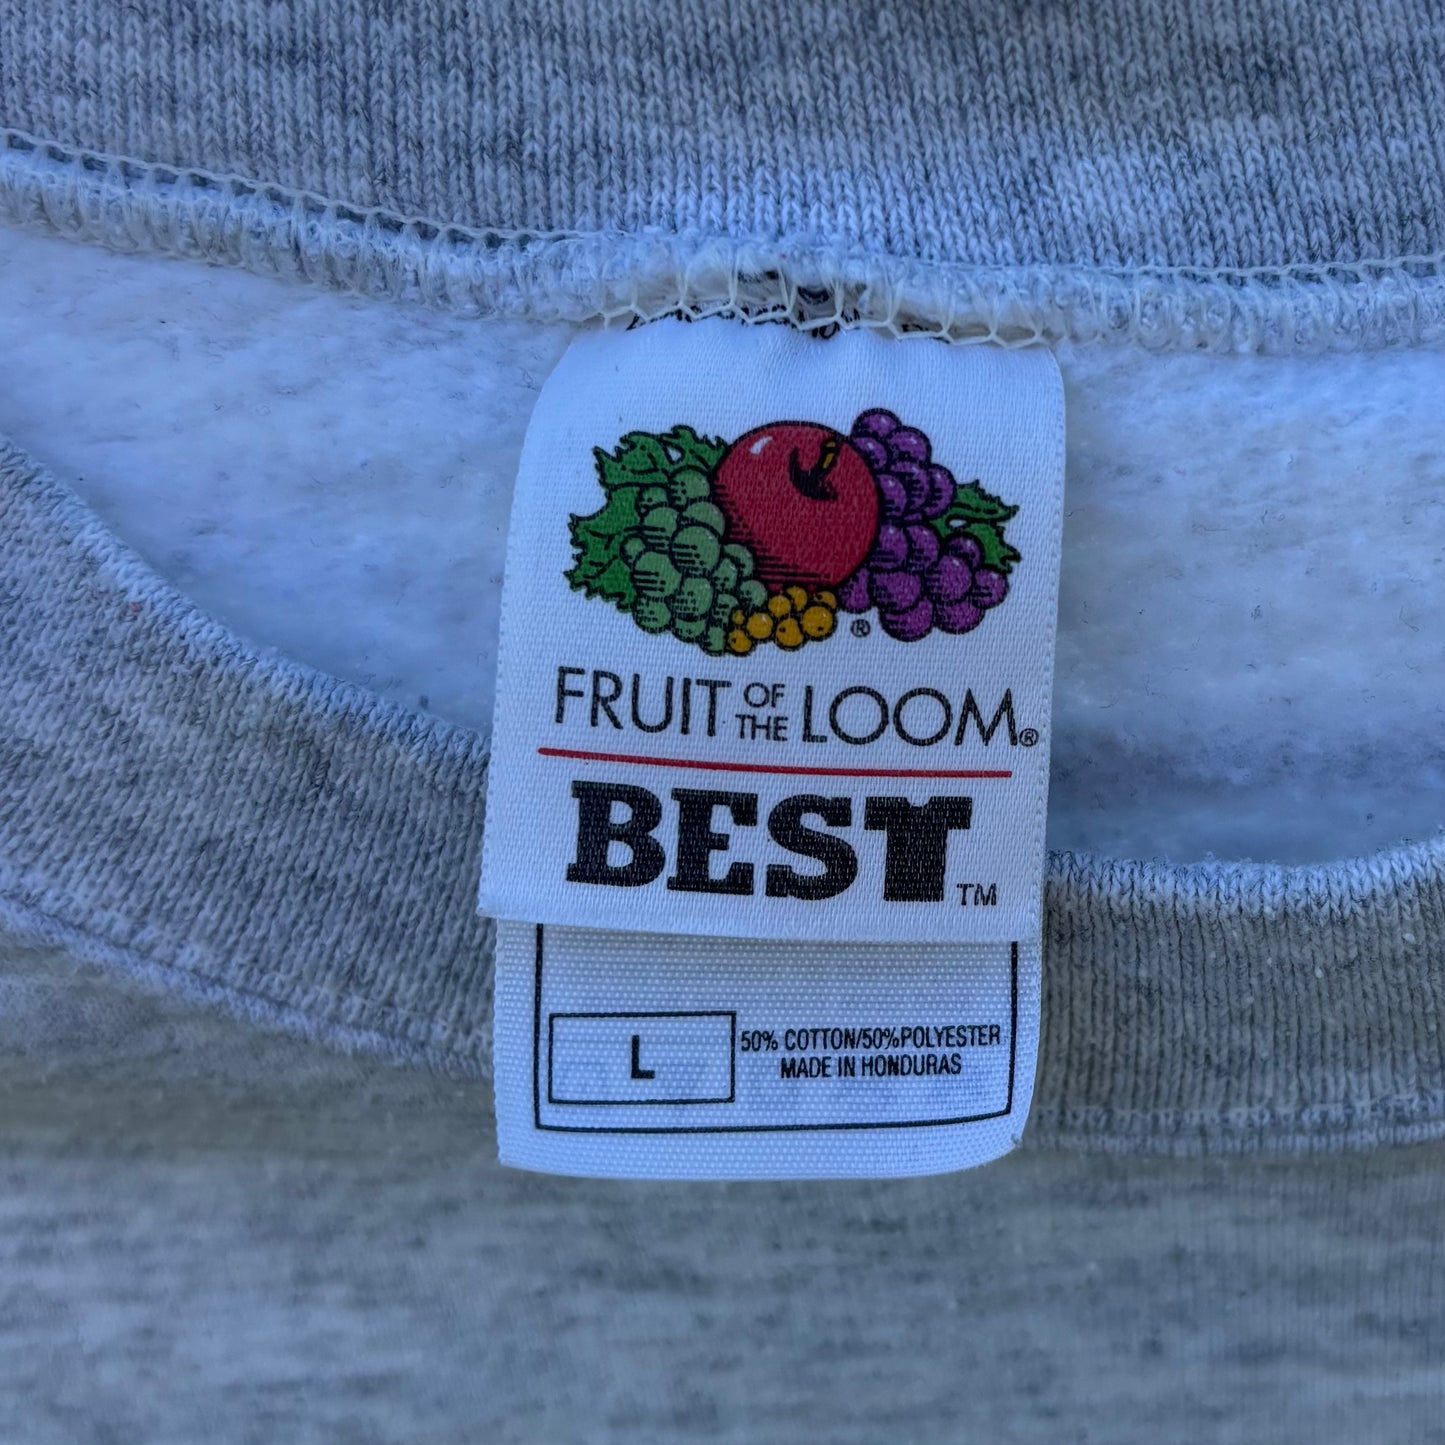 ®
FRUIT OF THE LOOM®
BEST™
L
50% COTTON/50%POLYESTER
MADE IN HONDURAS